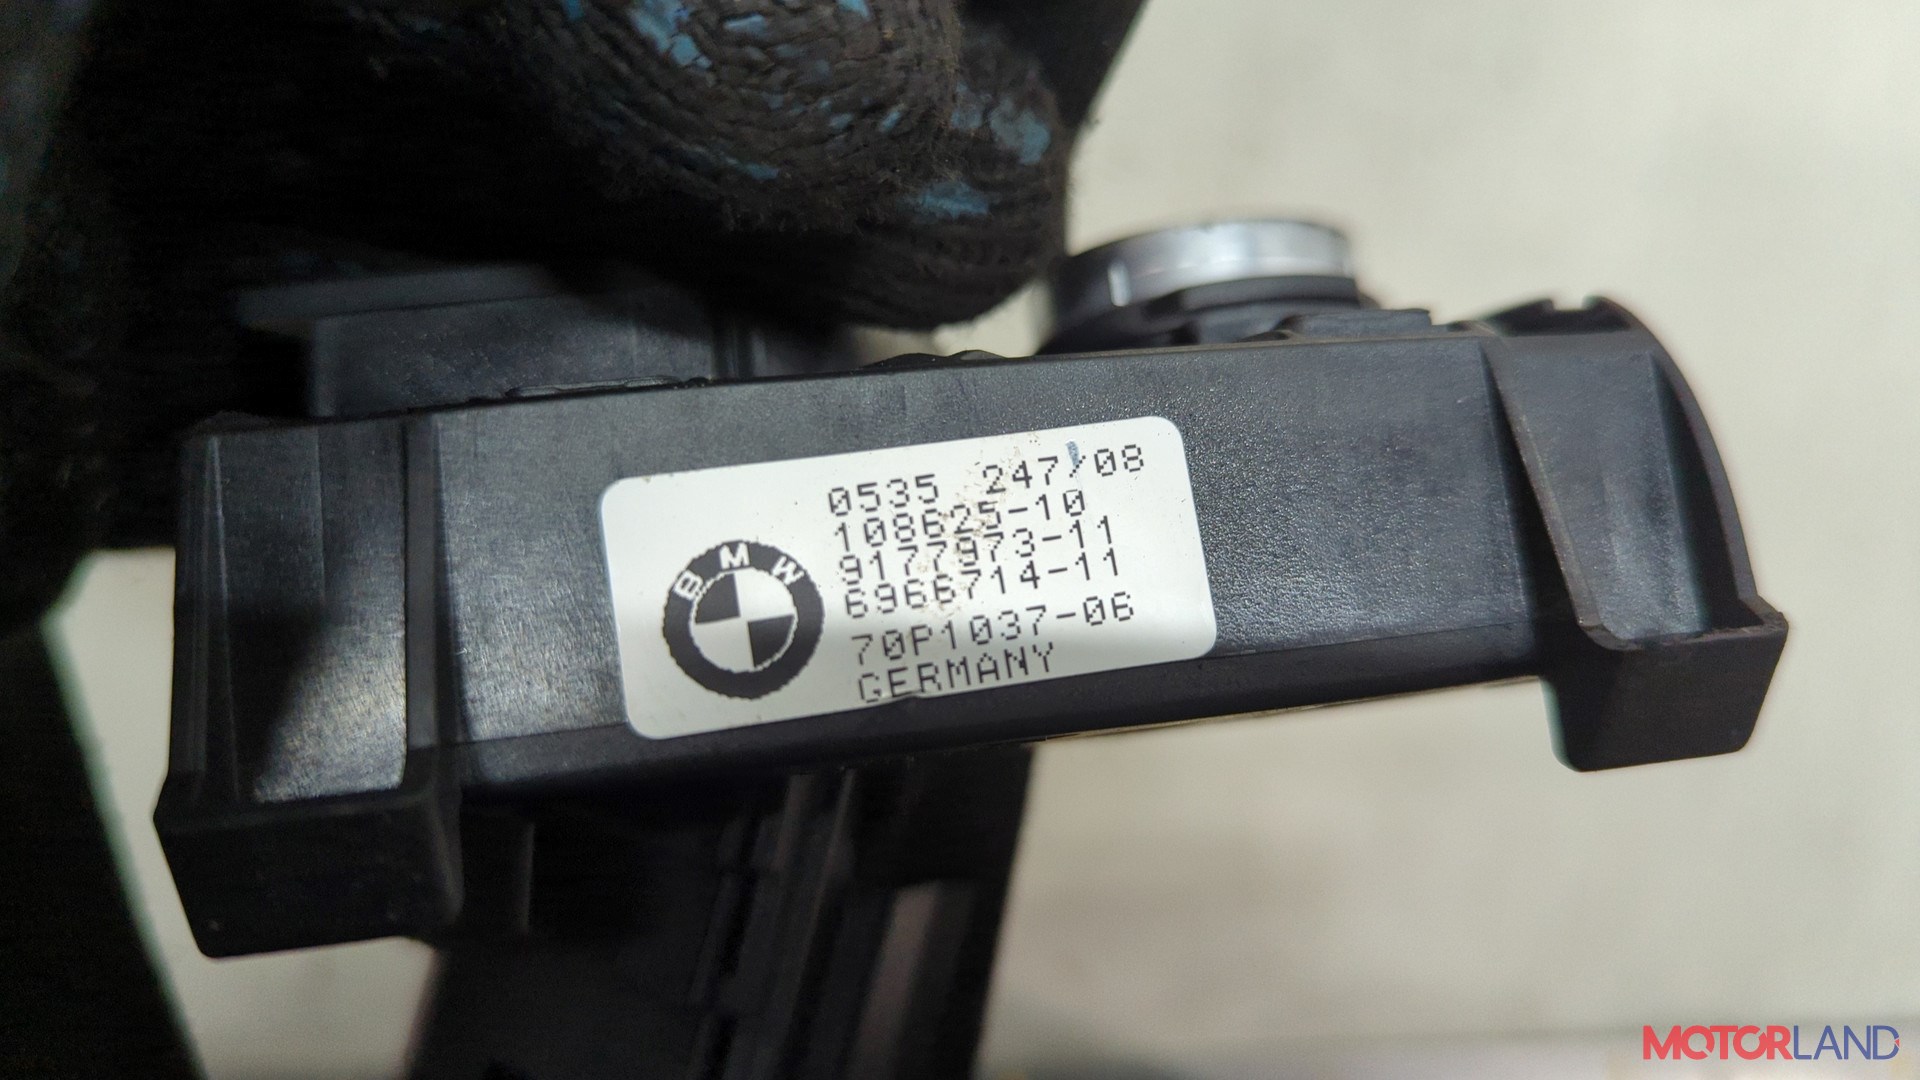 0535 247/08
108625-10
9177973-11
6966714-11
70P1037-06
GERMANY
BMW
MOTORLAND